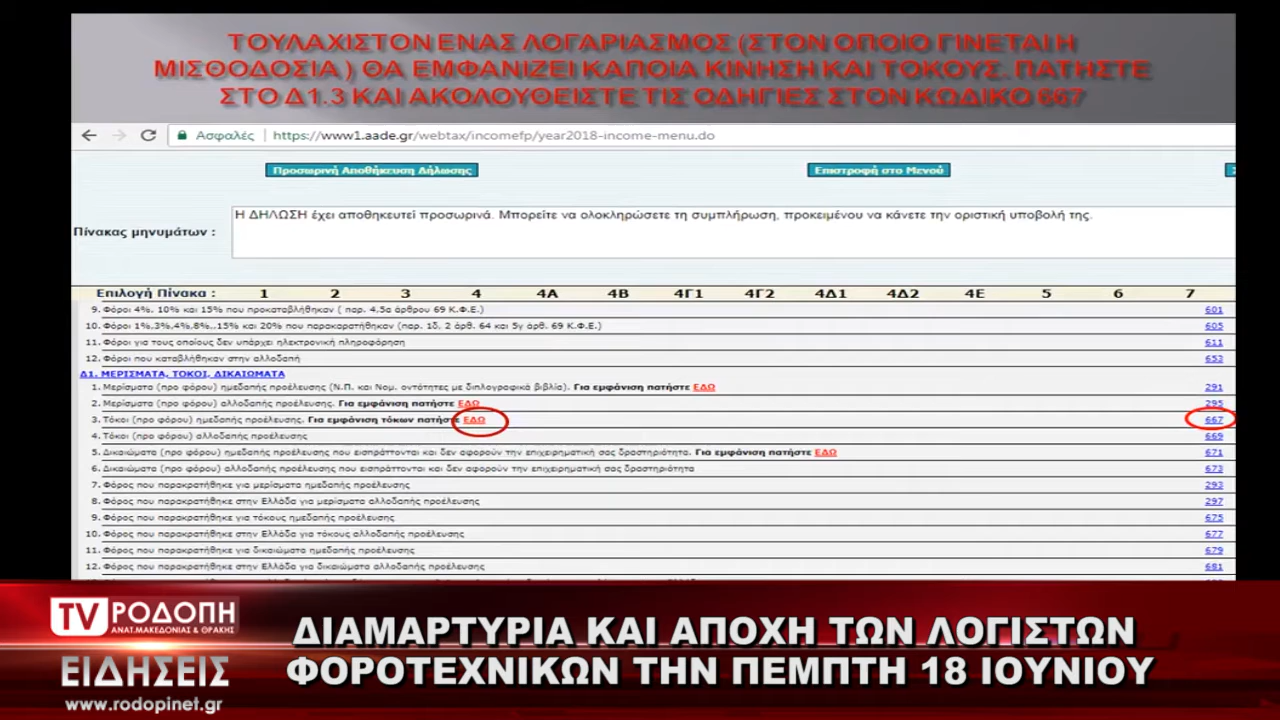 ΤΟΥΛΑΧΙΣΤΟΝ ΕΝΑΣ ΛΟΓΑΡΙΑΣΜΟΣ (ΣΤΟΝ ΟΠΟΙΟ ΓΙΝΕΤΑΙ Η
ΜΙΣΘΟΔΟΣΙΑ ) ΘΑ ΕΜΦΑΝΙΖΕΙ ΚΑΠΟΙΑ ΚΙΝΗΣΗ ΚΑΙ ΤΟΚΟΥΣ. ΠΑΤΗΣΤΕ
ΣΤΟ Δ1.3 ΚΑΙ ΑΚΟΛΟΥΘΕΙΣΤΕ ΤΙΣ ΟΔΗΓΙΕΣ ΣΤΟΝ ΚΩΔΙΚΟ 667
Ασφαλές https://www1.aade.gr/webtax/incomefp/year2018-income-menu.do
Προσωρινή Αποθήκευση Δήλωσης Επιστροφή στο Μενού
Η ΔΗΛΩΣΗ έχει αποθηκευτεί προσωρινά. Μπορείτε να ολοκληρώσετε τη συμπλήρωση, προκειμένου να κάνετε την οριστική υποβολή της.
Πίνακας μηνυμάτων :
Επιλογή Πίνακα : 1 2 3 4 4Α 4Β 4Γ1 4Γ2 4Δ1 4Δ2 4Ε 5 6 7
9. Φόροι 4%. 10% και 15% που προκαταβλήθηκαν ( παρ. 4,5α άρθρου 69 Κ.Φ.Ε.) 601
10. Φόροι 1%,3%,4%,8%..15% και 20% που παρακρατήθηκαν (παρ. 1δ. 2 άρθ. 64 και 5γ άρθ. 69 Κ.Φ.Ε.) 605
11. Φόροι για τους οποίους δεν υπάρχει ηλεκτρονική πληροφόρηση 611
12. Φόροι που καταβλήθηκαν στην αλλοδαπή 653
Δ1. ΜΕΡΙΣΜΑΤΑ, ΤΟΚΟΙ, ΔΙΚΑΙΩΜΑΤΑ
1. Μερίσματα (προ φόρου) ημεδαπής προέλευσης (Ν.Π. και Νομ. οντότητες με διπλογραφικά βιβλία). Για εμφάνιση πατήστε ΕΔΩ 291
2. Μερίσματα (προ φόρου) αλλοδαπής προέλευσης. Για εμφάνιση πατήστε ΕΔΩ 295
3. Τόκοι (προ φόρου) ημεδαπής προέλευσης. Για εμφάνιση τόκων πατήστε ΕΔΩ 667
4. Τόκοι (προ φόρου) αλλοδαπής προέλευσης 669
5. Δικαιώματα (προ φόρου) ημεδαπής προέλευσης που εισπράττονται και δεν αφορούν την επιχειρηματική σας δραστηριότητα. Για εμφάνιση πατήστε ΕΔΩ 671
6. Δικαιώματα (προ φόρου) αλλοδαπής προέλευσης που εισπράττονται και δεν αφορούν την επιχειρηματική σας δραστηριότητα 673
7. Φόρος που παρακρατήθηκε για μερίσματα ημεδαπής προέλευσης 293
8. Φόρος που παρακρατήθηκε στην Ελλάδα για μερίσματα αλλοδαπής προέλευσης 297
9. Φόρος που παρακρατήθηκε για τόκους ημεδαπής προέλευσης 675
10. Φόρος που παρακρατήθηκε στην Ελλάδα για τόκους αλλοδαπής προέλευσης 677
11. Φόρος που παρακρατήθηκε για δικαιώματα ημεδαπής προέλευσης 679
12. Φόρος που παρακρατήθηκε στην Ελλάδα για δικαιώματα αλλοδαπής προέλευσης 681
TV ΡΟΔΟΠΗ
ΑΝΑΤ.ΜΑΚΕΔΟΝΙΑΣ & ΘΡΑΚΗΣ
ΕΙΔΗΣΕΙΣ
www.rodopinet.gr
ΔΙΑΜΑΡΤΥΡΙΑ ΚΑΙ ΑΠΟΧΗ ΤΩΝ ΛΟΓΙΣΤΩΝ
ΦΟΡΟΤΕΧΝΙΚΩΝ ΤΗΝ ΠΕΜΠΤΗ 18 ΙΟΥΝΙΟΥ